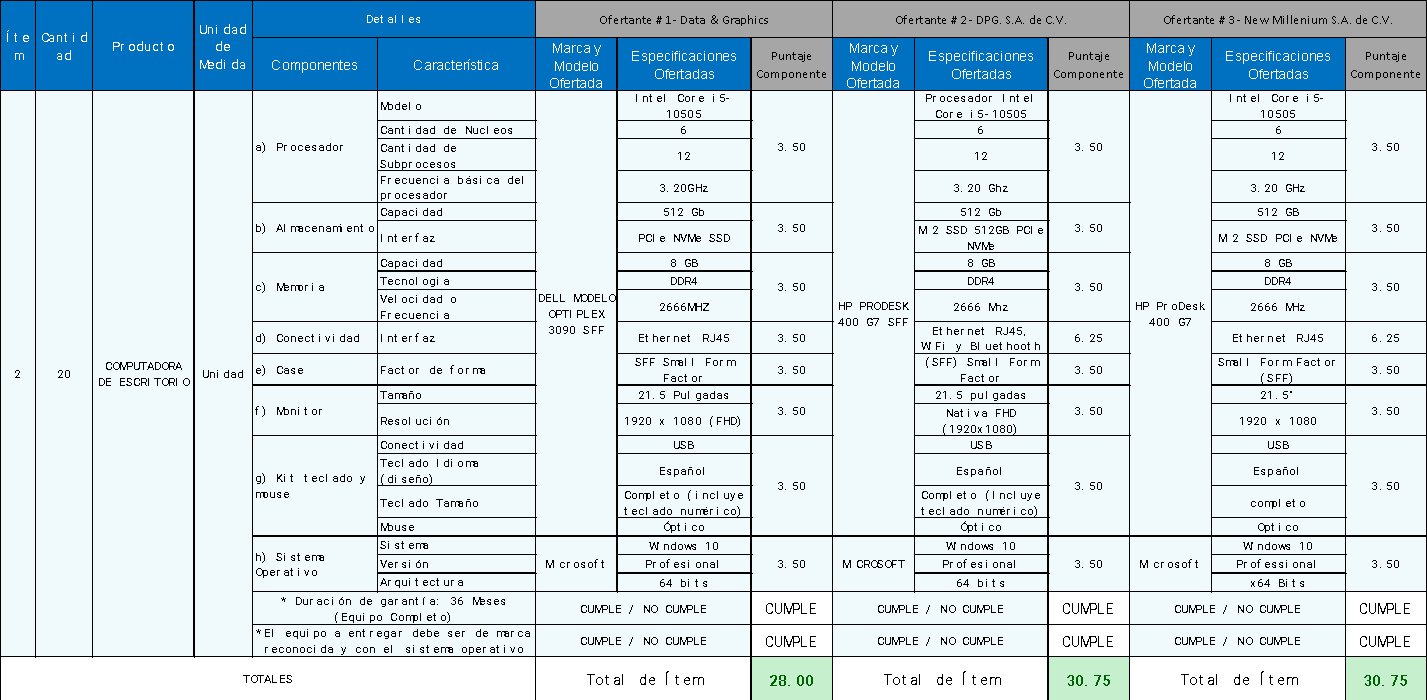 Ítem
Cantidad
Producto
Unidad de Medida
Detalles
Ofertante # 1- Data & Graphics
Ofertante # 2- DPG. S.A. de C.V.
Ofertante # 3- New Millenium S.A. de C.V.
Componentes
Característica
Marca y Modelo Ofertada
Especificaciones Ofertadas
Puntaje Componente
Marca y Modelo Ofertada
Especificaciones Ofertadas
Puntaje Componente
Marca y Modelo Ofertada
Especificaciones Ofertadas
Puntaje Componente
2
20
COMPUTADORA DE ESCRITORIO
Unidad
DELL MODELO OPTIPLEX 3090 SFF
HP PRODESK 400 G7 SFF
HP ProDesk 400 G7
a) Procesador
Modelo
Intel Core i5-10505
3.50
Procesador Intel Core i5-10505
3.50
Intel Core i5-10505
3.50
Cantidad de Nucleos
6
6
6
Cantidad de Subprocesos
12
12
12
Frecuencia básica del procesador
3.20GHz
3.20 Ghz
3.20 GHz
b) Almacenamiento
Capacidad
512 Gb
3.50
512 Gb
3.50
512 GB
3.50
Interfaz
PCIe NVMe SSD
M.2 SSD 512GB PCIe NVMe
M.2 SSD PCIe NVMe
c) Memoria
Capacidad
8 GB
3.50
8 GB
3.50
8 GB
3.50
Tecnologia
DDR4
DDR4
DDR4
Velocidad o Frecuencia
2666MHZ
2666 Mhz
2666 MHz
d) Conectividad
Interfaz
Ethernet RJ45
3.50
Ethernet RJ45, WiFi y Bluethooth
6.25
Ethernet RJ45
6.25
e) Case
Factor de forma
SFF Small Form Factor
3.50
(SFF) Small Form Factor
3.50
Small Form Factor (SFF)
3.50
f) Monitor
Tamaño
21.5 Pulgadas
3.50
21.5 pulgadas
3.50
21.5"
3.50
Resolución
1920 x 1080 (FHD)
Nativa FHD (1920x1080)
1920 x 1080
g) Kit teclado y mouse
Conectividad
USB
3.50
USB
3.50
USB
3.50
Teclado Idioma (diseño)
Español
Español
Español
Teclado Tamaño
Completo (incluye teclado numérico)
Completo (Incluye teclado numérico)
completo
Mouse
Óptico
Óptico
Optico
h) Sistema Operativo
Sistema
Microsoft
Windows 10
3.50
MICROSOFT
Windows 10
3.50
Microsoft
Windows 10
3.50
Versión
Profesional
Profesional
Profesional
Arquitectura
64 bits
64 bits
x64 Bits
* Duración de garantía: 36 Meses (Equipo Completo)
CUMPLE / NO CUMPLE
CUMPLE
CUMPLE / NO CUMPLE
CUMPLE
CUMPLE / NO CUMPLE
CUMPLE
*El equipo a entregar debe ser de marca reconocida y con el sistema operativo
CUMPLE / NO CUMPLE
CUMPLE
CUMPLE / NO CUMPLE
CUMPLE
CUMPLE / NO CUMPLE
CUMPLE
TOTALES
Total de Ítem
28.00
Total de Ítem
30.75
Total de Ítem
30.75